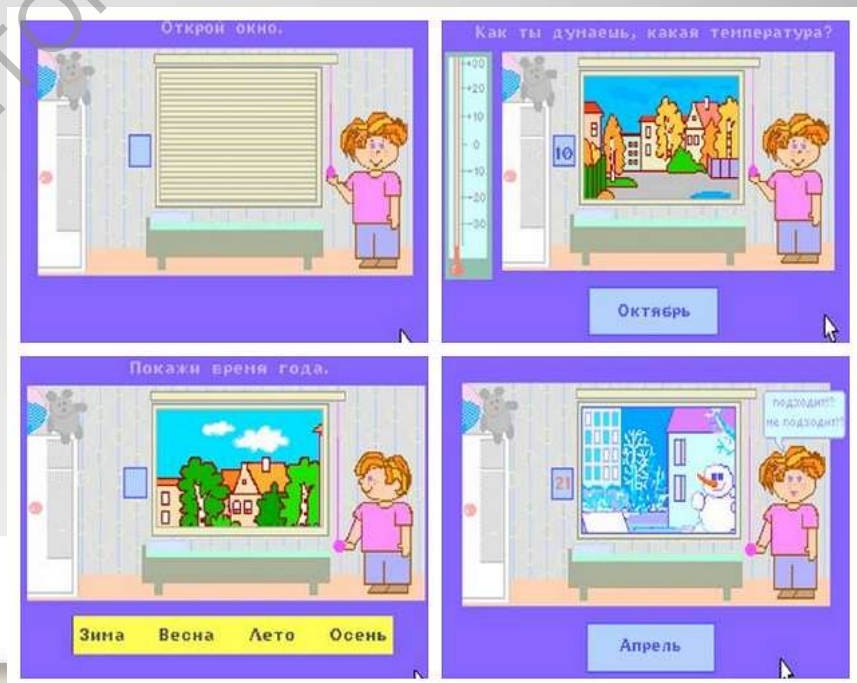 Открой окно.
Как ты думаешь, какая температура?
+20
+10
0
-10
-20
-30
10
Октябрь
Покажи время года.
Зима Весна Лето Осень
подходит!?
не подходит!?
21
Апрель